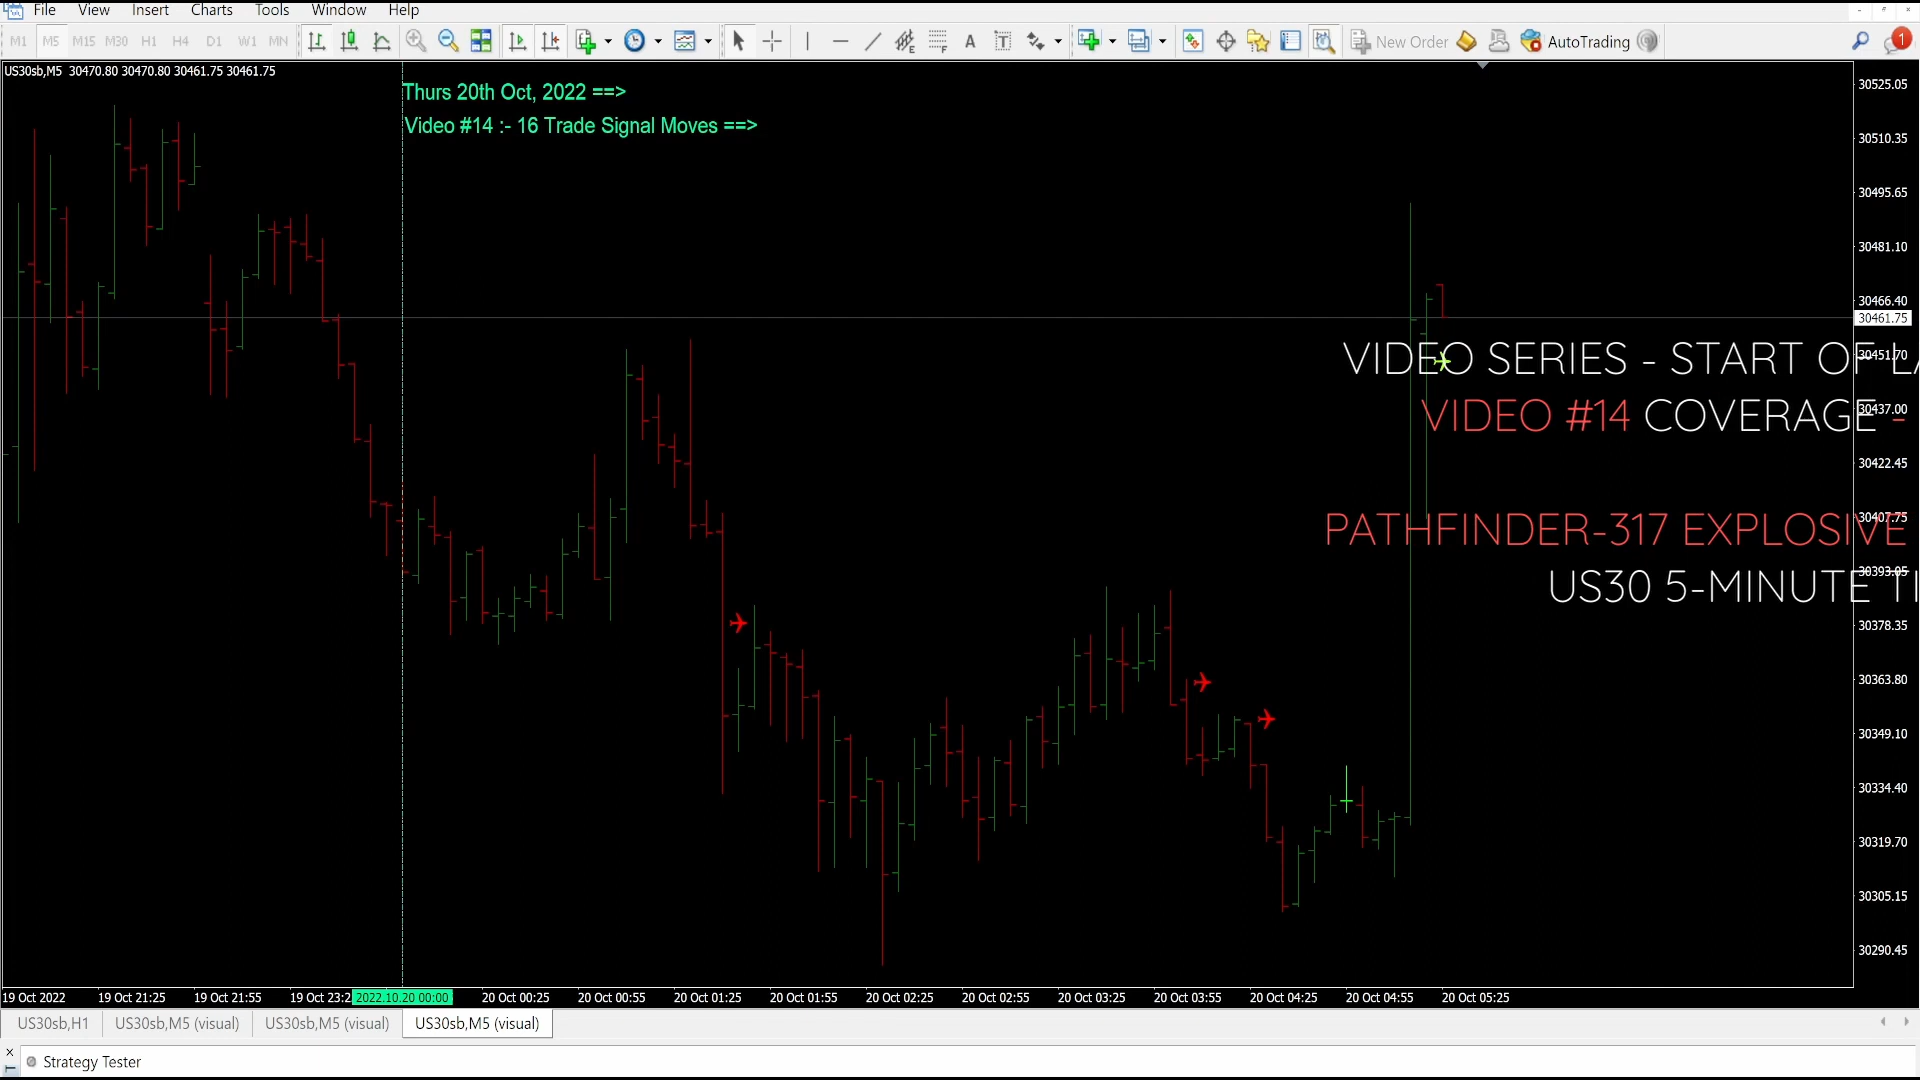 File View Insert Charts Tools Window Help
M1 M5 M15 M30 H1 H4 D1 W1 MN New Order AutoTrading 1
US30sb,M5 30470.80 30470.80 30461.75 30461.75
Thurs 20th Oct, 2022 ==>
Video #14 :- 16 Trade Signal Moves ==>
30525.05
30510.35
30495.65
30481.10
30466.40
30461.75
VIDEO SERIES - START OF LA
30451.70
VIDEO #14 COVERAGE -
30437.00
30422.45
PATHFINDER-317 EXPLOSIVE
30407.75
US30 5-MINUTE TI
30393.05
30378.35
30363.80
30349.10
30334.40
30319.70
30305.15
30290.45
19 Oct 2022 19 Oct 21:25 19 Oct 21:55 19 Oct 23:2 2022.10.20 00:00 20 Oct 00:25 20 Oct 00:55 20 Oct 01:25 20 Oct 01:55 20 Oct 02:25 20 Oct 02:55 20 Oct 03:25 20 Oct 03:55 20 Oct 04:25 20 Oct 04:55 20 Oct 05:25
US30sb,H1 US30sb,M5 (visual) US30sb,M5 (visual) US30sb,M5 (visual)
Strategy Tester